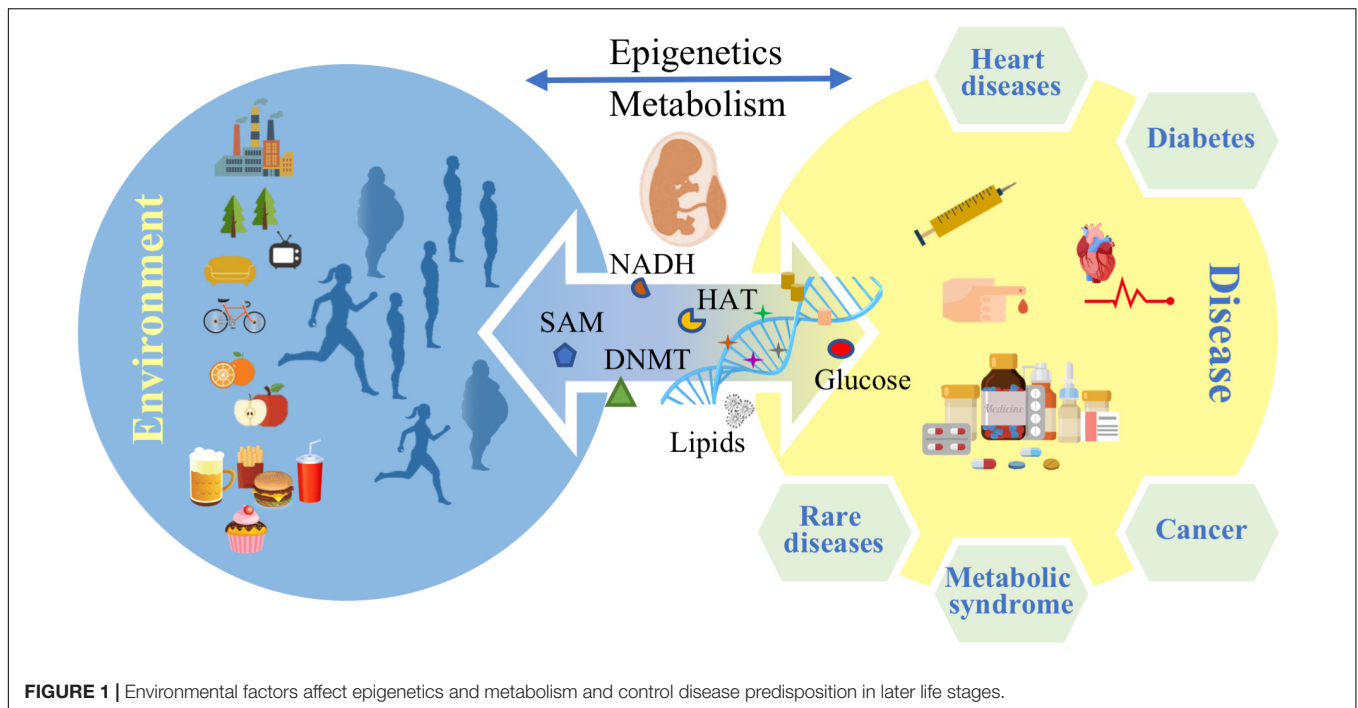 Epigenetics
Metabolism
Environment
NADH
HAT
SAM
DNMT
Glucose
Lipids
Heart
diseases
Diabetes
Disease
Medicine
Rare
diseases
Metabolic
syndrome
Cancer
FIGURE 1 | Environmental factors affect epigenetics and metabolism and control disease predisposition in later life stages.